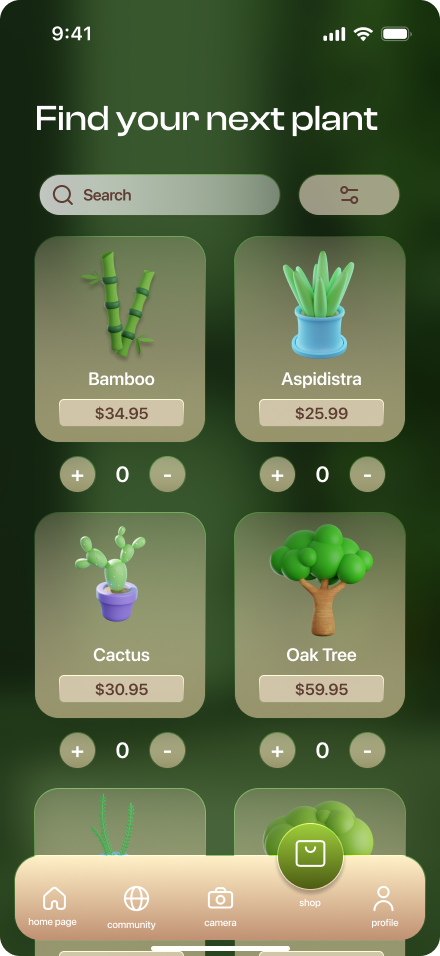 9:41
Find your next plant
Search
Bamboo
Aspidistra
$34.95
$25.99
+ 0 -
+ 0 -
Cactus
Oak Tree
$30.95
$59.95
+ 0 -
+ 0 -
home page
community
camera
shop
profile